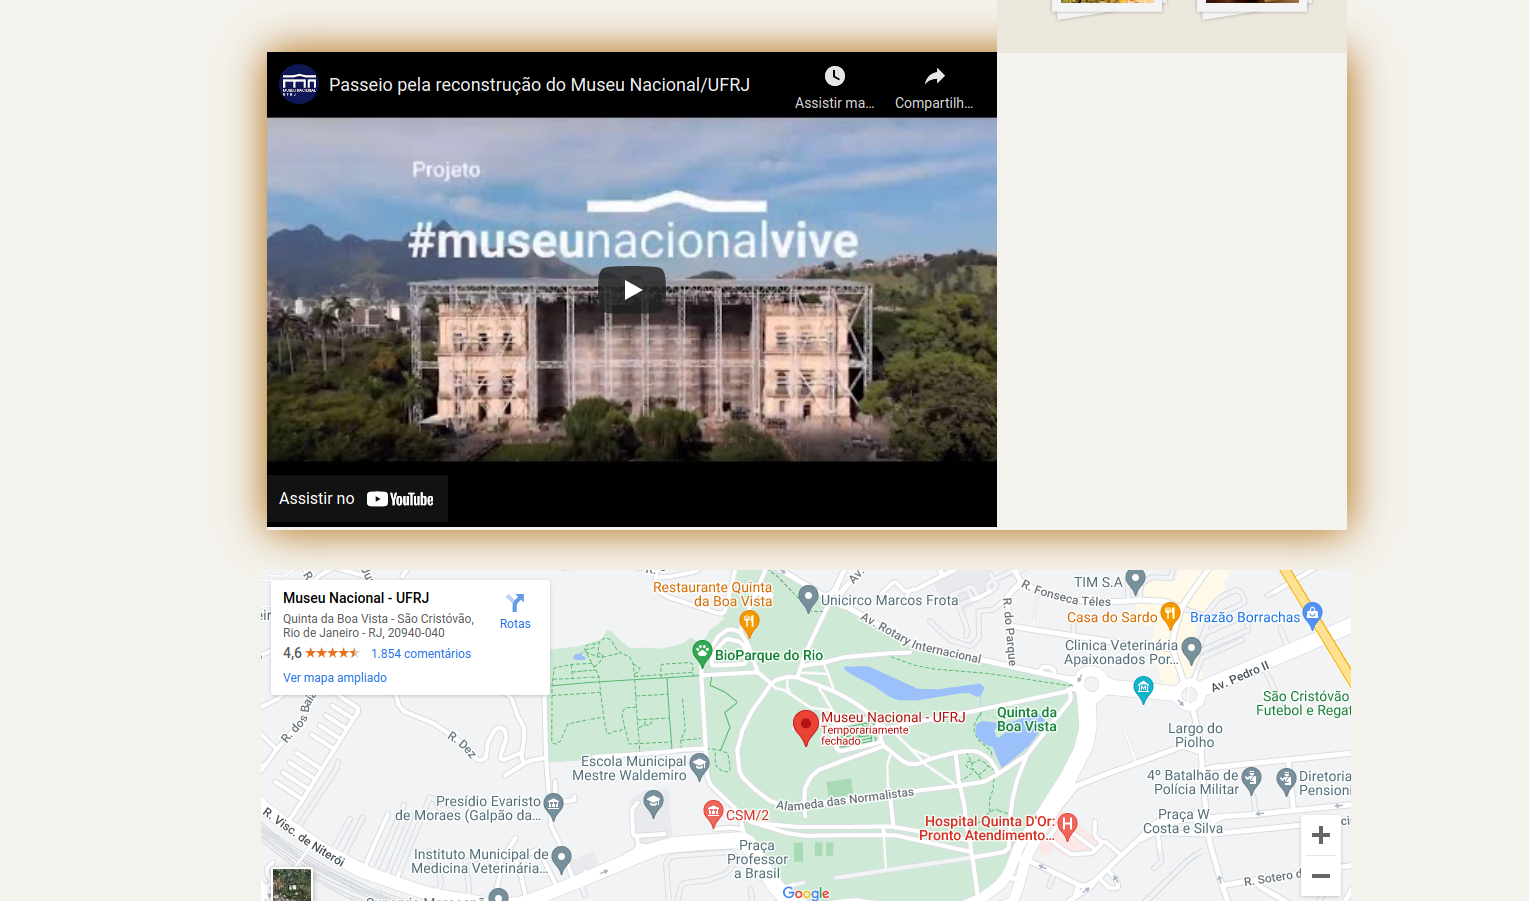 Passeio pela reconstrução do Museu Nacional/UFRJ
Assistir ma...
Compartilh...
Projeto
#museunacionalvive
Assistir no YouTube
Museu Nacional - UFRJ
Quinta da Boa Vista - São Cristóvão,
Rio de Janeiro - RJ, 20940-040
Rotas
4,6
1.854 comentários
Ver mapa ampliado
Restaurante Quinta
da Boa Vista
Unicirco Marcos Frota
Av.
TIM S.A
R. Fonseca Téles
R. do Parque
Casa do Sardo
Brazão Borrachas
Av. Rotary Internacional
Clinica Veterinária
Apaixonados Por...
BioParque do Rio
Av. Pedro II
São Cristóvão
Futebol e Regat
Museu Nacional - UFRJ
Temporariamente
fechado
Quinta da
Boa Vista
Largo do
Piolho
R. dos Baia
R. Dez
Escola Municipal
Mestre Waldemiro
4º Batalhão de
Polícia Militar
Diretoria
Pensioni
Presídio Evaristo
de Moraes (Galpão da...
Alameda das Normalistas
CSM/2
Hospital Quinta D'Or:
Pronto Atendimento...
Praça W
Costa e Silva
R. Visc. de Niterói
Instituto Municipal de
Medicina Veterinária...
Praça
Professor
a Brasil
R. Sotero d
Google